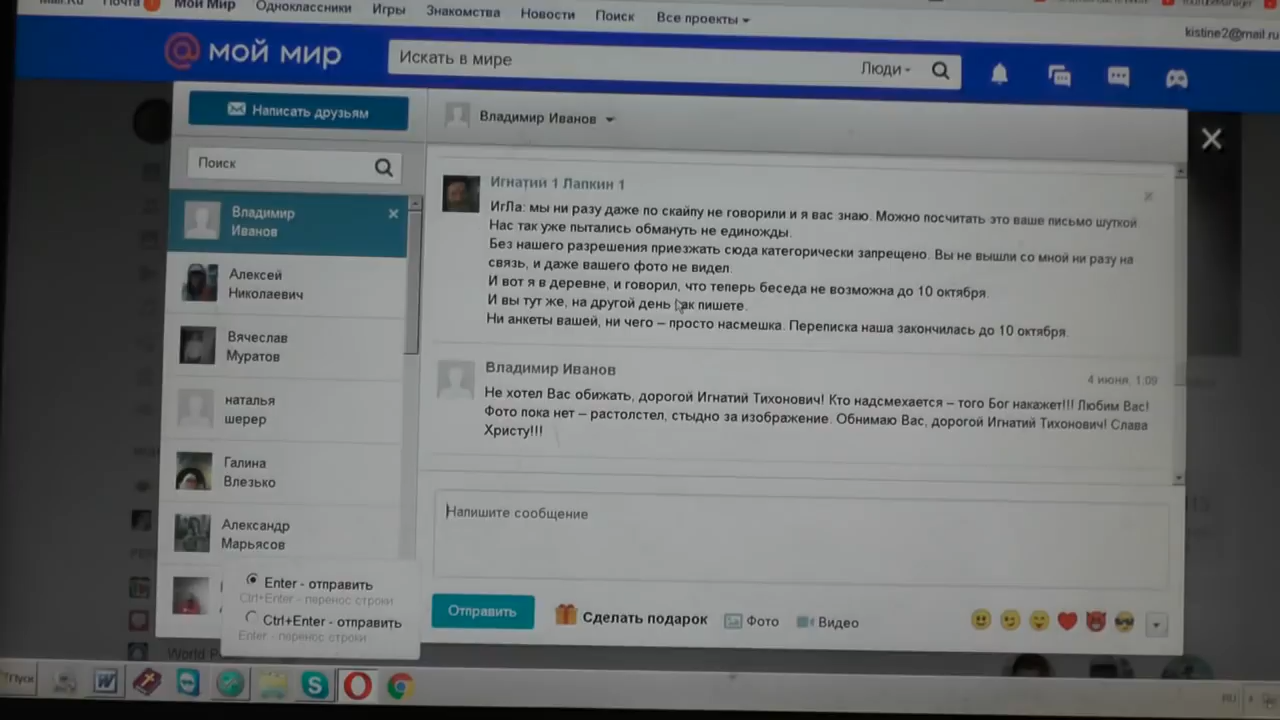 Почта
Мой Мир
Одноклассники
Игры
Знакомства
Новости
Поиск
Все проекты
kistine2@mail.ru
@ мой мир
Искать в мире
Люди
Написать друзьям
Владимир Иванов
Поиск
Владимир
Иванов
Алексей
Николаевич
Вячеслав
Муратов
наталья
шерер
Галина
Влезько
Александр
Марьясов
Игнатий 1 Лапкин 1
ИгЛа: мы ни разу даже по скайпу не говорили и я вас знаю. Можно посчитать это ваше письмо шуткой
Нас так уже пытались обмануть не единожды.
Без нашего разрешения приезжать сюда категорически запрещено. Вы не вышли со мной ни разу на
связь, и даже вашего фото не видел.
И вот я в деревне, и говорил, что теперь беседа не возможна до 10 октября.
И вы тут же, на другой день так пишете.
Ни анкеты вашей, ни чего – просто насмешка. Переписка наша закончилась до 10 октября.
Владимир Иванов
4 июня, 1:09
Не хотел Вас обижать, дорогой Игнатий Тихонович! Кто надсмехается – того Бог накажет!!! Любим Вас!
Фото пока нет – растолстел, стыдно за изображение. Обнимаю Вас, дорогой Игнатий Тихонович! Слава
Христу!!!
Напишите сообщение
Enter - отправить
Ctrl+Enter - перенос строки
Ctrl+Enter - отправить
Enter - перенос строки
Отправить
Сделать подарок
Фото
Видео
World P
Пуск
RU